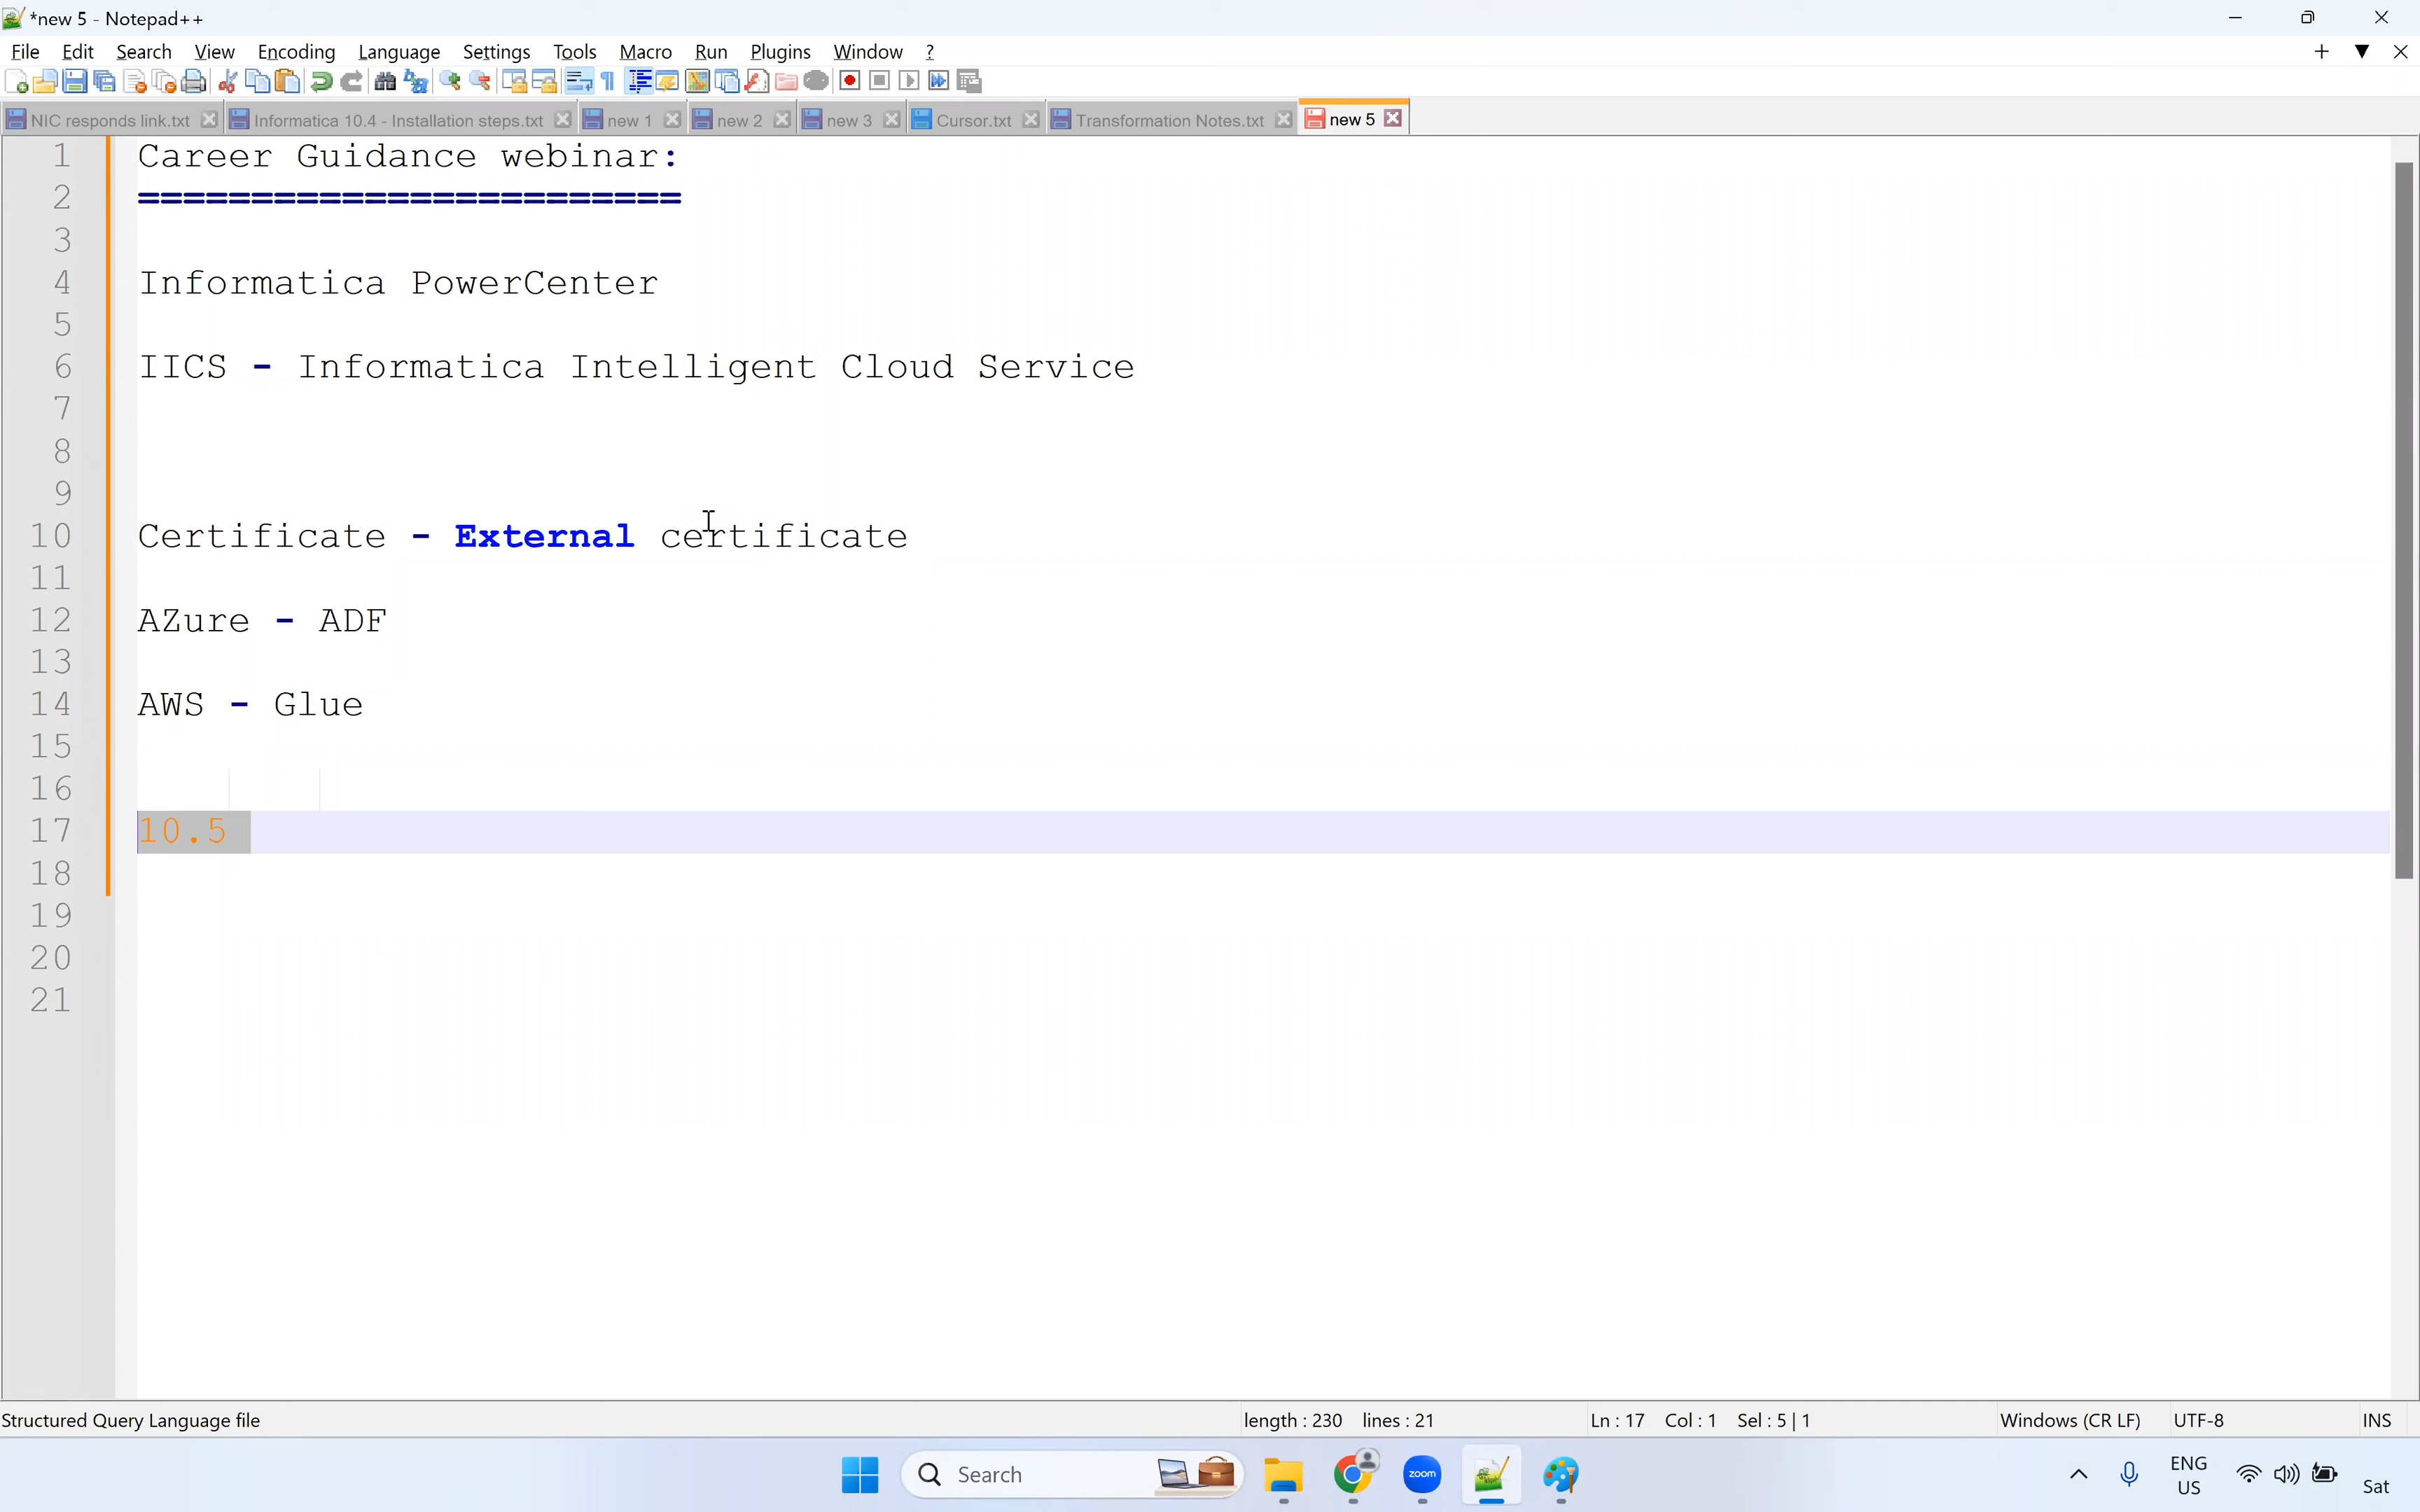 *new 5 - Notepad++
File Edit Search View Encoding Language Settings Tools Macro Run Plugins Window ?
NIC responds link.txt Informatica 10.4 - Installation steps.txt new 1 new 2 new 3 Cursor.txt Transformation Notes.txt new 5
1 Career Guidance webinar:
2 ========================
3
4 Informatica PowerCenter
5
6 IICS - Informatica Intelligent Cloud Service
7
8
9
10 Certificate - External certificate
11
12 AZure - ADF
13
14 AWS - Glue
15
16
17 10.5
18
19
20
21
Structured Query Language file length : 230 lines : 21 Ln : 17 Col : 1 Sel : 5 | 1 Windows (CR LF) UTF-8 INS
Search zoom ENG
US Sat